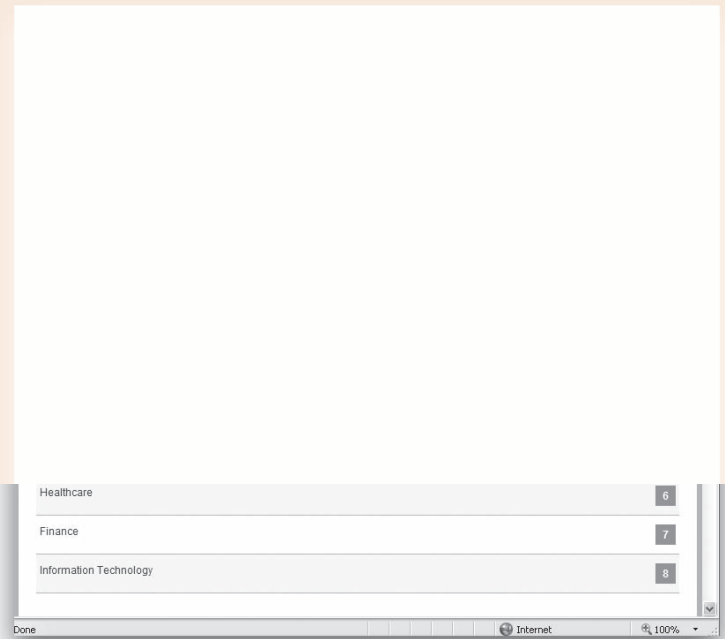 Healthcare 6
Finance 7
Information Technology 8
Done Internet 100%